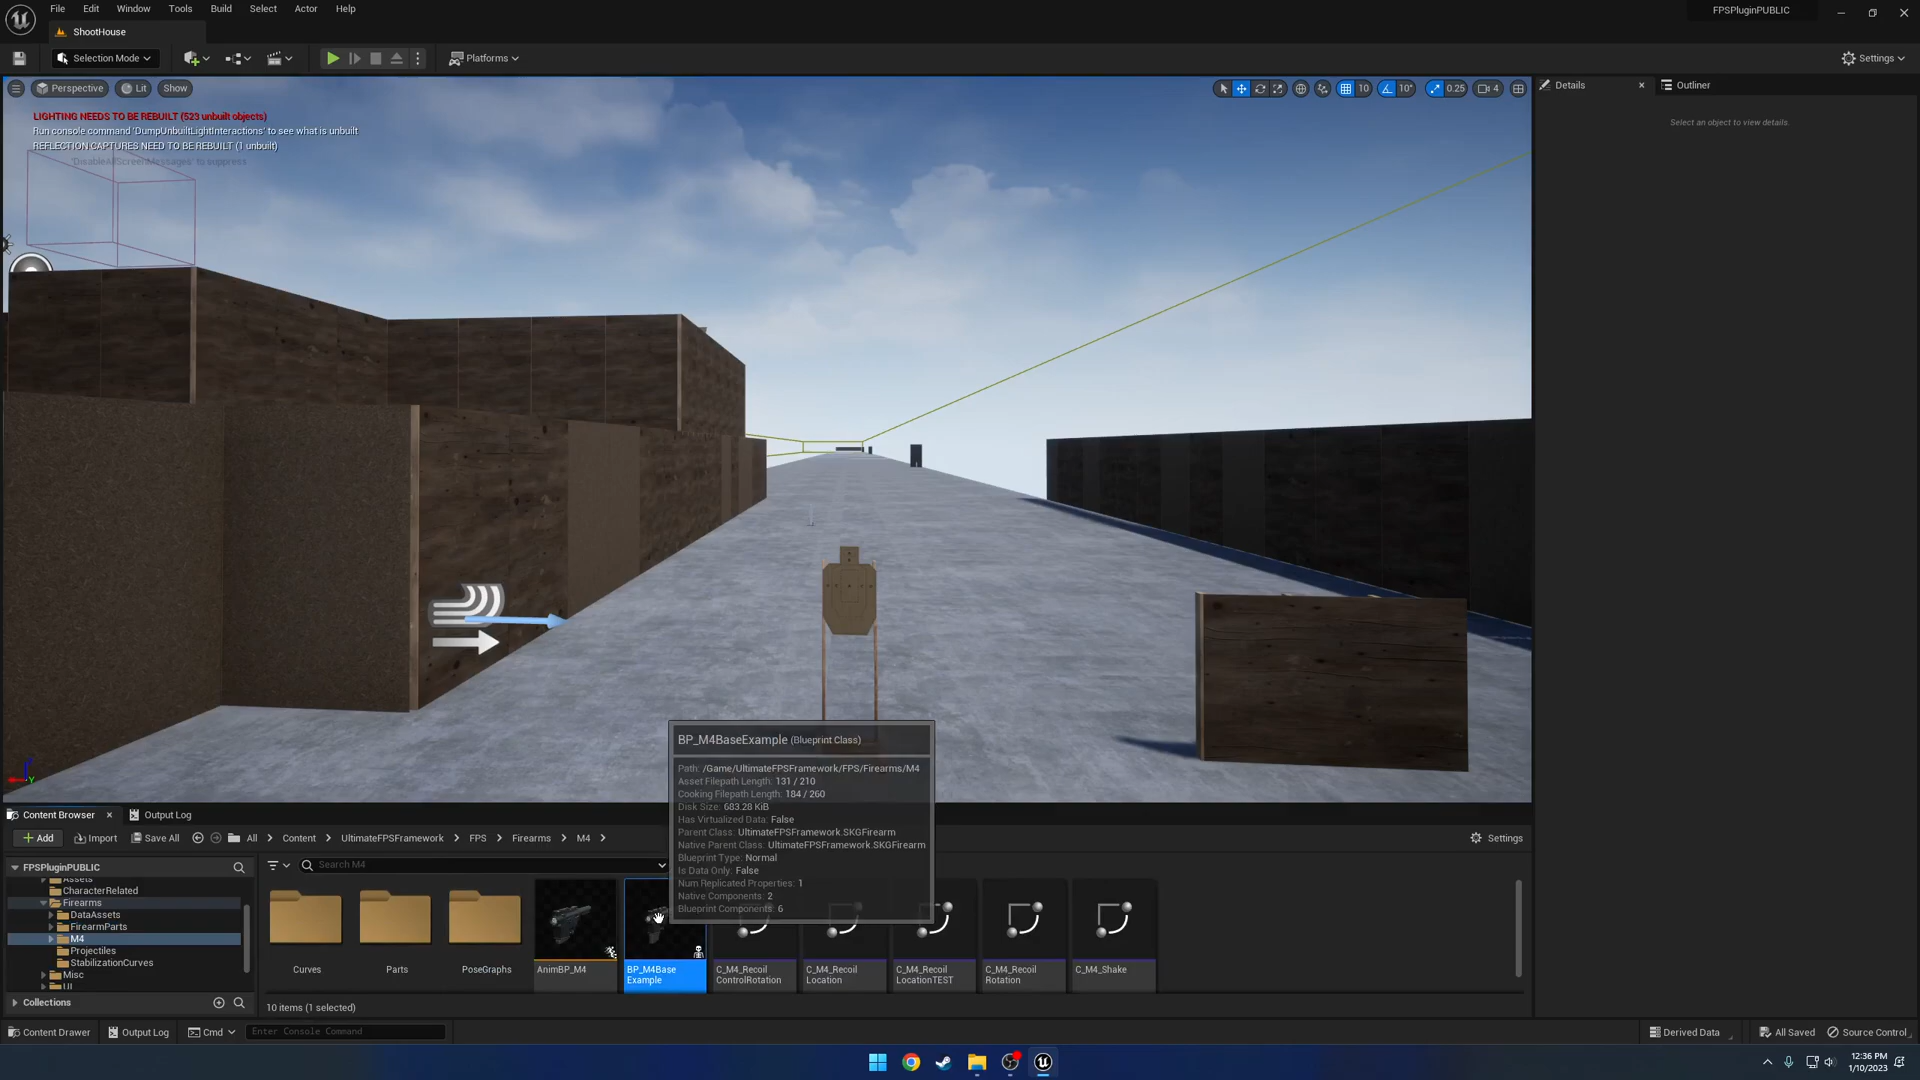 File Edit Window Tools Build Select Actor Help
FPSPluginPUBLIC
ShootHouse
Selection Mode
Platforms
Settings
Perspective Lit Show
10 10° 0.25 4
LIGHTING NEEDS TO BE REBUILT (523 unbuilt objects)
Run console command 'DumpUnbuiltLightInteractions' to see what is unbuilt
REFLECTION CAPTURES NEED TO BE REBUILT (1 unbuilt)
'DisableAllScreenMessages' to suppress
Details
Outliner
Select an object to view details.
BP_M4BaseExample (Blueprint Class)
Path: /Game/UltimateFPSFramework/FPS/Firearms/M4
Asset Filepath Length: 131 / 210
Cooking Filepath Length: 184 / 260
Disk Size: 683.28 KiB
Has Virtualized Data: False
Parent Class: UltimateFPSFramework.SKGFirearm
Native Parent Class: UltimateFPSFramework.SKGFirearm
Blueprint Type: Normal
Is Data Only: False
Num Replicated Properties: 1
Native Components: 2
Blueprint Components: 6
Content Browser
Output Log
Add
Import
Save All
All
Content
UltimateFPSFramework
FPS
Firearms
M4
Settings
FPSPluginPUBLIC
Assets
CharacterRelated
Firearms
DataAssets
FirearmParts
M4
Projectiles
StabilizationCurves
Misc
UI
Collections
Search M4
Curves
Parts
PoseGraphs
AnimBP_M4
BP_M4Base
Example
C_M4_Recoil
ControlRotation
C_M4_Recoil
Location
C_M4_Recoil
LocationTEST
C_M4_Recoil
Rotation
C_M4_Shake
10 items (1 selected)
Content Drawer
Output Log
Cmd
Enter Console Command
Derived Data
All Saved
Source Control
12:36 PM
1/10/2023